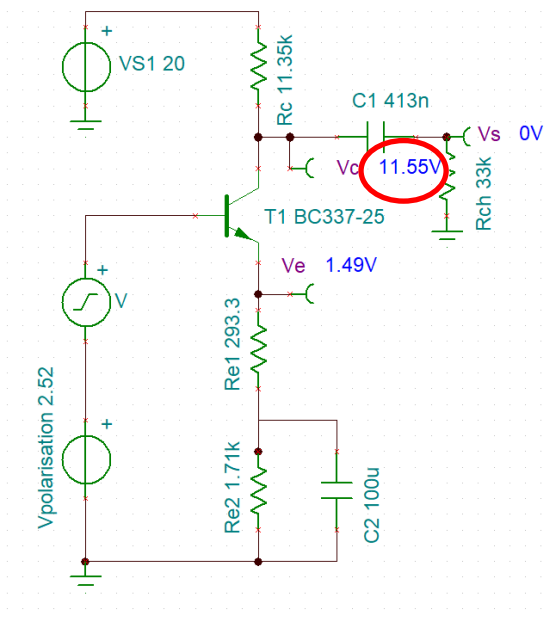 +
VS1 20
Rc 11.35k
C1 413n
Vs 0V
Vc 11.55V
Rch 33k
T1 BC337-25
Ve 1.49V
+
V
Re1 293.3
Vpolarisation 2.52
+
Re2 1.71k
C2 100u